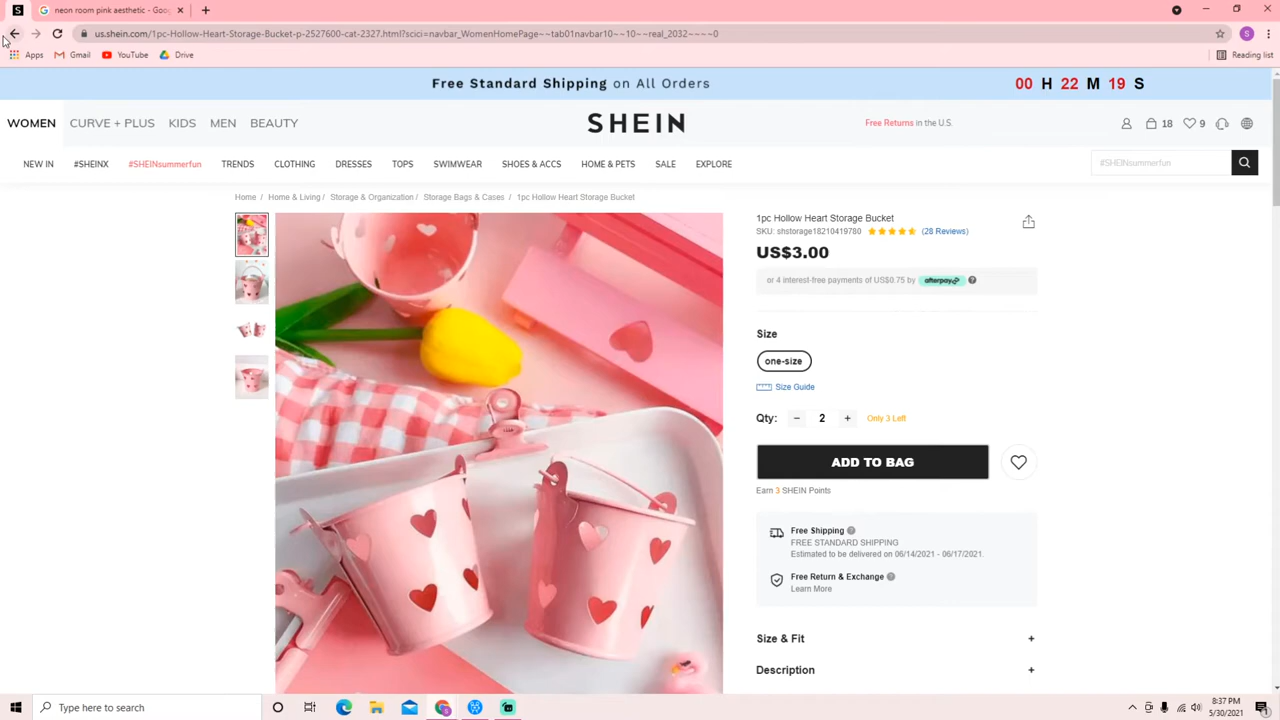 S
neon room pink aesthetic - Goo
us.shein.com/1pc-Hollow-Heart-Storage-Bucket-p-2527600-cat-2327.html?scici=navbar_WomenHomePage~~tab01navbar10~~10~~real_2032~~~~0
S
Apps Gmail YouTube Drive Reading list
Free Standard Shipping on All Orders 00 H 22 M 19 S
WOMEN CURVE + PLUS KIDS MEN BEAUTY SHEIN Free Returns in the U.S. 18 9
NEW IN #SHEINX #SHEINsummerfun TRENDS CLOTHING DRESSES TOPS SWIMWEAR SHOES & ACCS HOME & PETS SALE EXPLORE #SHEINsummerfun
Home / Home & Living / Storage & Organization / Storage Bags & Cases / 1pc Hollow Heart Storage Bucket
1pc Hollow Heart Storage Bucket
SKU: shstorage18210419780 (28 Reviews)
US$3.00
or 4 interest-free payments of US$0.75 by afterpay ?
Size
one-size
Size Guide
Qty: − 2 + Only 3 Left
ADD TO BAG
Earn 3 SHEIN Points
Free Shipping ?
FREE STANDARD SHIPPING
Estimated to be delivered on 06/14/2021 - 06/17/2021.
Free Return & Exchange ?
Learn More
Size & Fit +
Description +
Type here to search
8:37 PM
5/30/2021